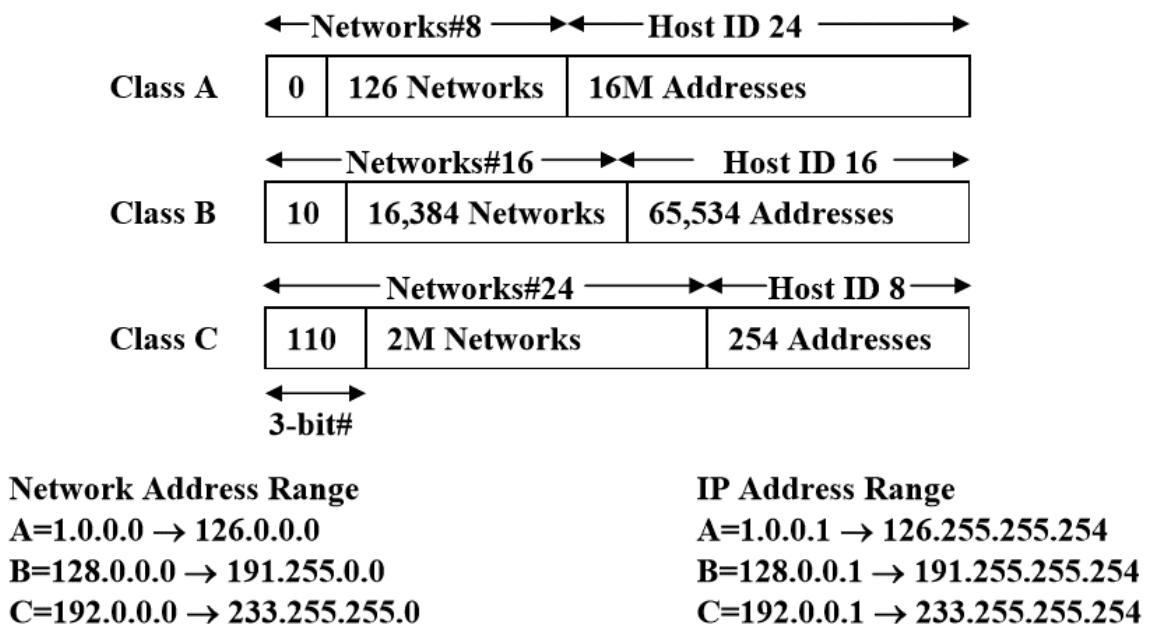 Networks#8 Host ID 24
Class A 0 126 Networks 16M Addresses
Networks#16 Host ID 16
Class B 10 16,384 Networks 65,534 Addresses
Networks#24 Host ID 8
Class C 110 2M Networks 254 Addresses
3-bit#
Network Address Range
A=1.0.0.0 → 126.0.0.0
B=128.0.0.0 → 191.255.0.0
C=192.0.0.0 → 233.255.255.0
IP Address Range
A=1.0.0.1 → 126.255.255.254
B=128.0.0.1 → 191.255.255.254
C=192.0.0.1 → 233.255.255.254